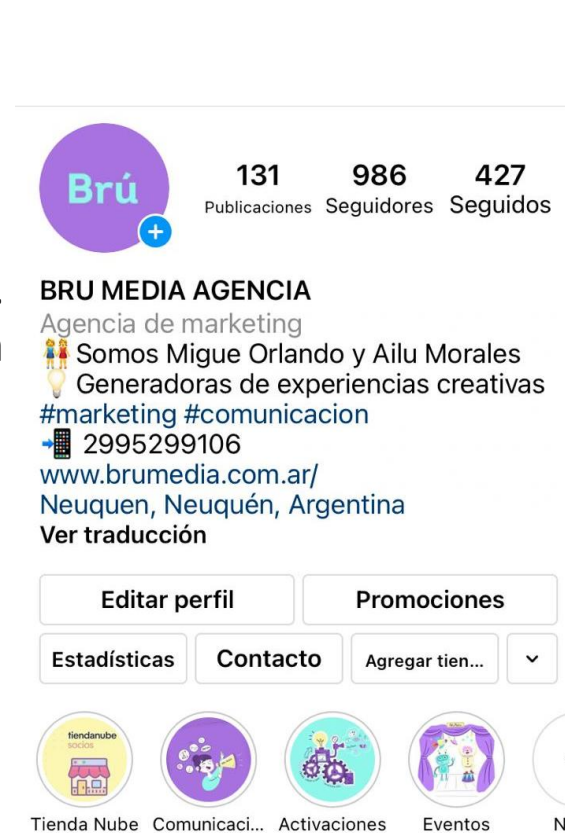 Brú
131 986 427
Publicaciones Seguidores Seguidos
BRU MEDIA AGENCIA
Agencia de marketing
👭 Somos Migue Orlando y Ailu Morales
💡 Generadoras de experiencias creativas
#marketing #comunicacion
📲 2995299106
www.brumedia.com.ar/
Neuquen, Neuquén, Argentina
Ver traducción
Editar perfil Promociones
Estadísticas Contacto Agregar tien...
tiendanube
socios
Tienda Nube Comunicaci... Activaciones Eventos N